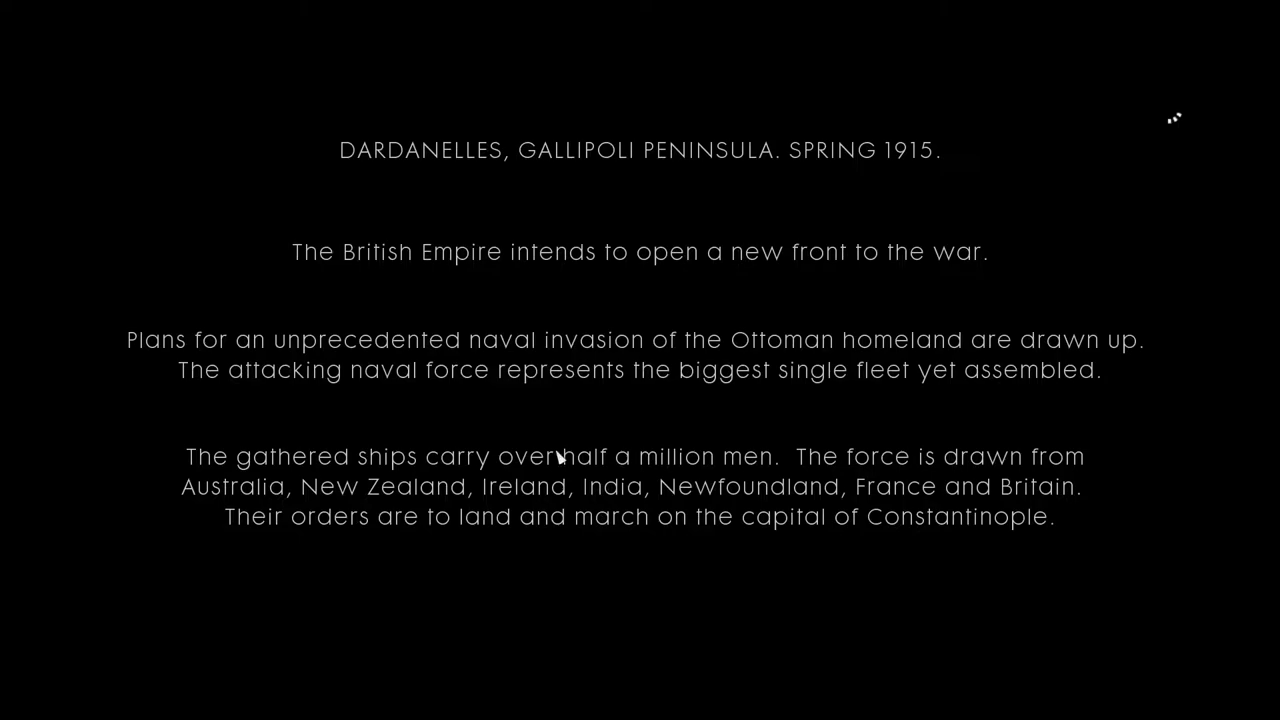 DARDANELLES, GALLIPOLI PENINSULA. SPRING 1915.
The British Empire intends to open a new front to the war.
Plans for an unprecedented naval invasion of the Ottoman homeland are drawn up.
The attacking naval force represents the biggest single fleet yet assembled.
The gathered ships carry over half a million men.  The force is drawn from
Australia, New Zealand, Ireland, India, Newfoundland, France and Britain.
Their orders are to land and march on the capital of Constantinople.